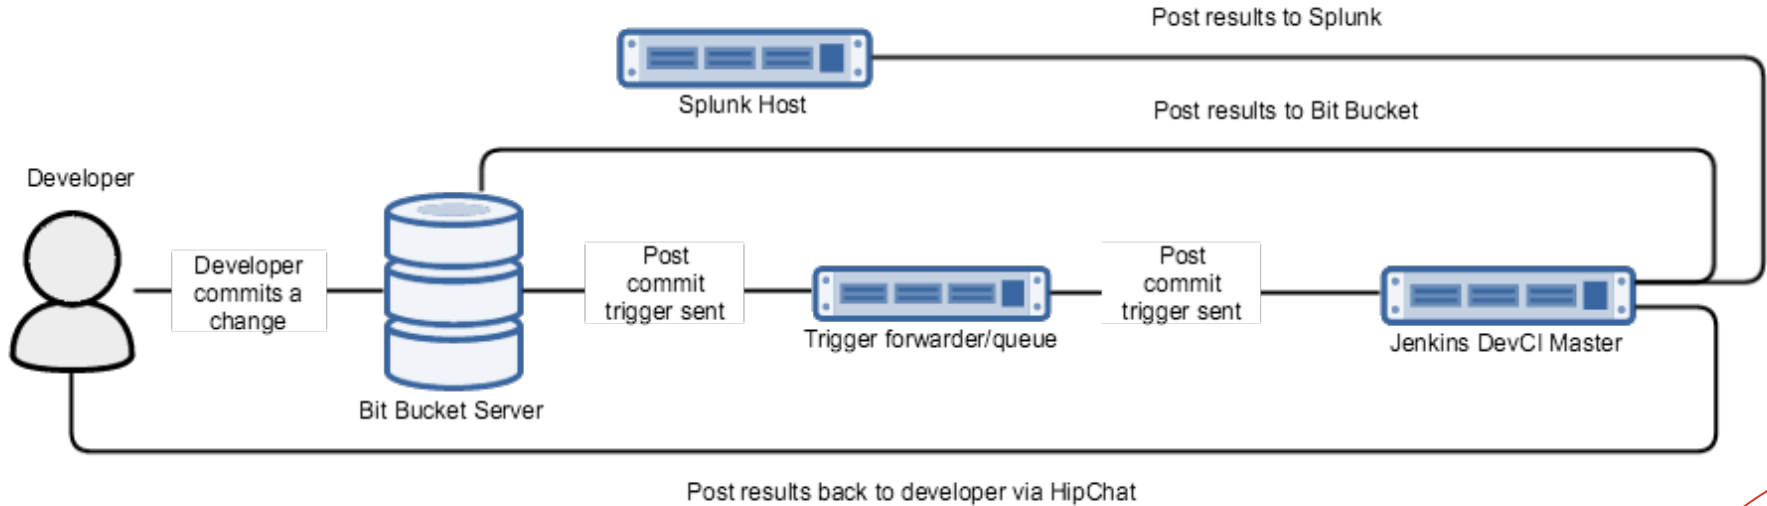 Post results to Splunk
Splunk Host
Post results to Bit Bucket
Developer
Developer
commits a
change
Post
commit
trigger sent
Post
commit
trigger sent
Trigger forwarder/queue
Jenkins DevCI Master
Bit Bucket Server
Post results back to developer via HipChat